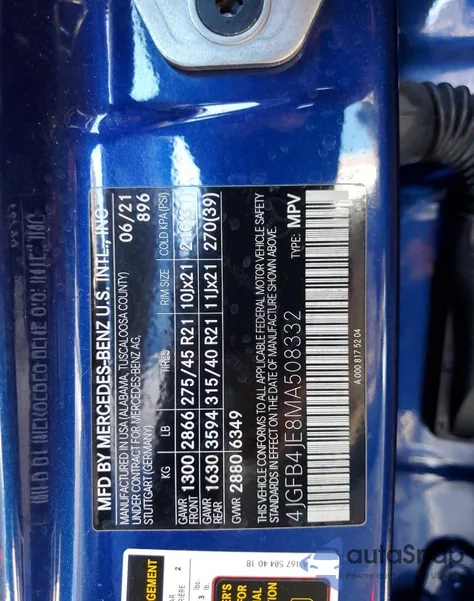 MFD BY MERCEDES-BENZ U.S. INTL., INC
MANUFACTURED IN USA (ALABAMA, TUSCALOOSA COUNTY)
UNDER CONTRACT FOR MERCEDES-BENZ AG,
STUTTGART (GERMANY)
06/21
896
KG LB TIRES RIM SIZE COLD KPA (PSI)
GAWR FRONT 1300 2866 275/45 R21 10Jx21
GAWR REAR 1630 3594 315/40 R21 11Jx21 270(39)
GVWR 2880 6349
THIS VEHICLE CONFORMS TO ALL APPLICABLE FEDERAL MOTOR VEHICLE SAFETY
STANDARDS IN EFFECT ON THE DATE OF MANUFACTURE SHOWN ABOVE.
4JGFB4JE8MA508332 TYPE: MPV
A 000 817 52 04
167 584 40 18
autoSnap